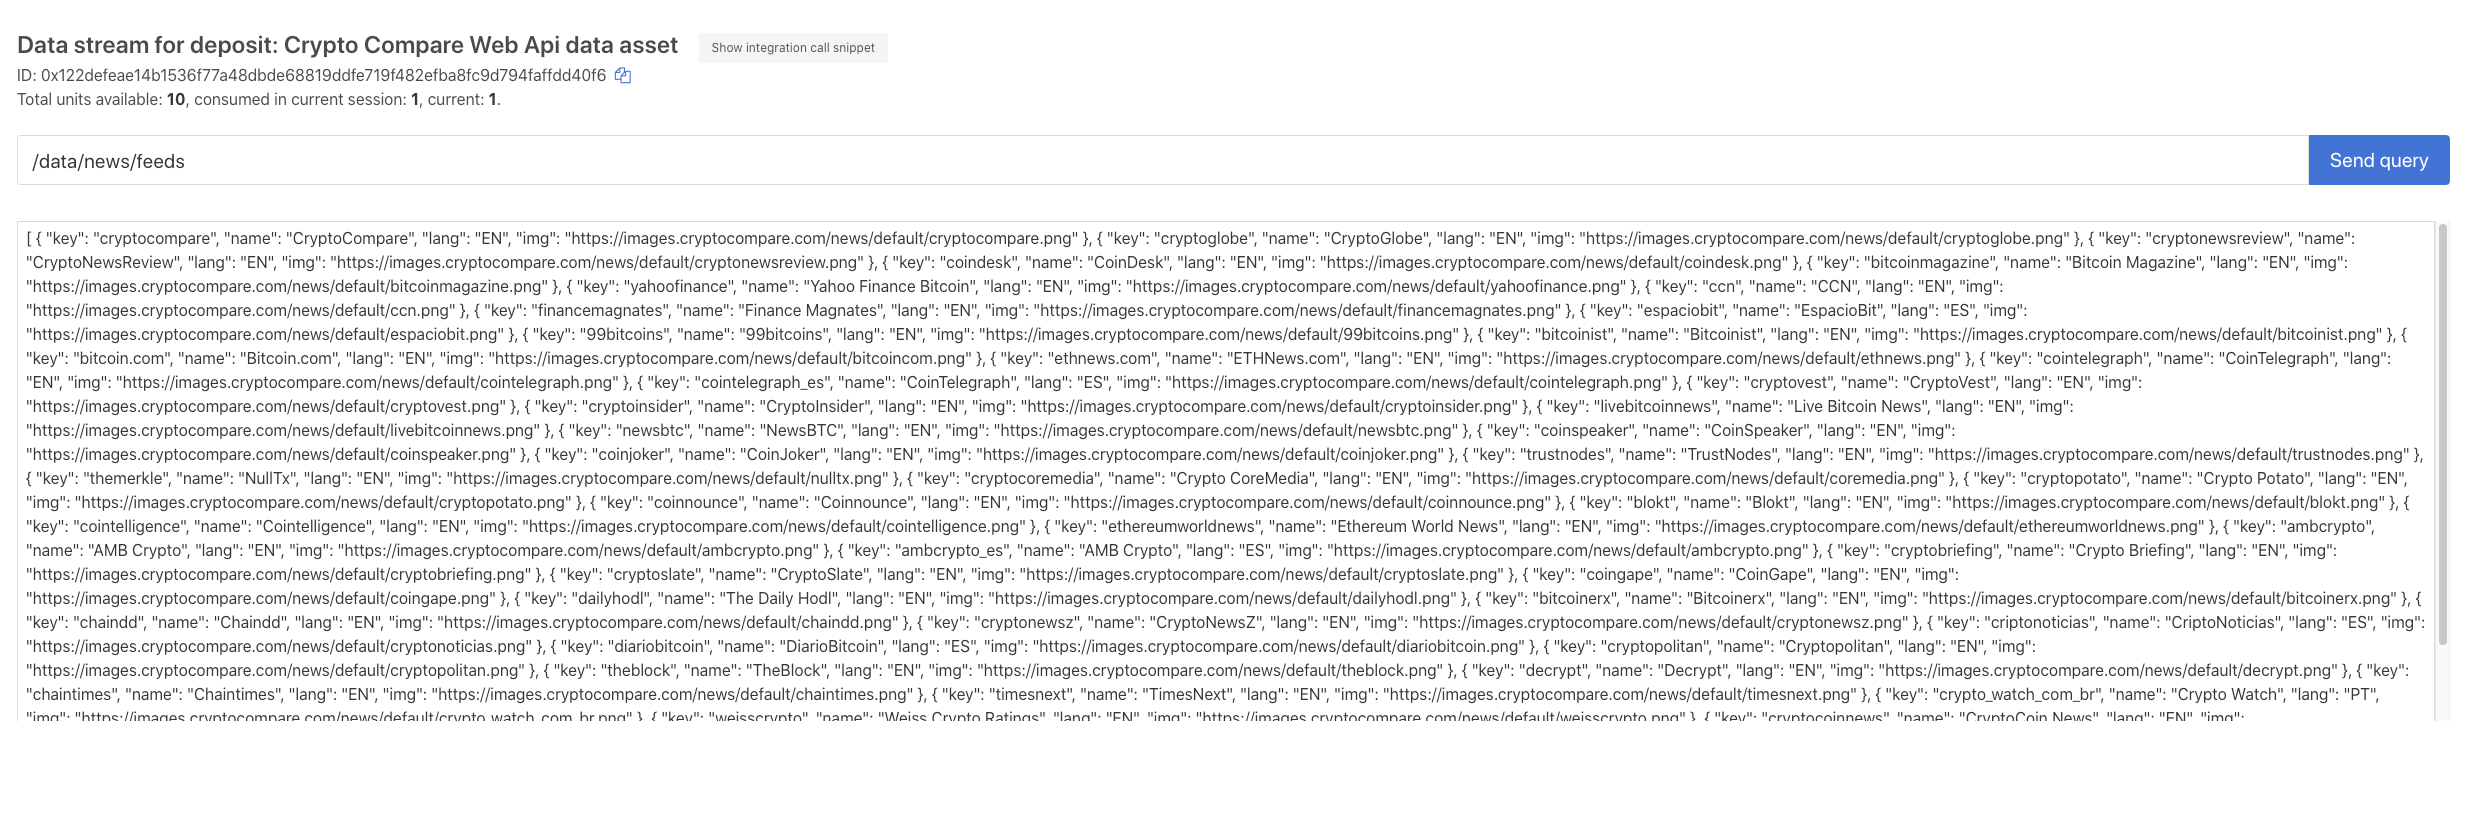 Data stream for deposit: Crypto Compare Web Api data asset
Show integration call snippet
ID: 0x122defeae14b1536f77a48dbde68819ddfe719f482efba8fc9d794faffdd40f6
Total units available: 10, consumed in current session: 1, current: 1.
/data/news/feeds
Send query
[ { "key": "cryptocompare", "name": "CryptoCompare", "lang": "EN", "img": "https://images.cryptocompare.com/news/default/cryptocompare.png" }, { "key": "cryptoglobe", "name": "CryptoGlobe", "lang": "EN", "img": "https://images.cryptocompare.com/news/default/cryptoglobe.png" }, { "key": "cryptonewsreview", "name":
"CryptoNewsReview", "lang": "EN", "img": "https://images.cryptocompare.com/news/default/cryptonewsreview.png" }, { "key": "coindesk", "name": "CoinDesk", "lang": "EN", "img": "https://images.cryptocompare.com/news/default/coindesk.png" }, { "key": "bitcoinmagazine", "name": "Bitcoin Magazine", "lang": "EN", "img":
"https://images.cryptocompare.com/news/default/bitcoinmagazine.png" }, { "key": "yahoofinance", "name": "Yahoo Finance Bitcoin", "lang": "EN", "img": "https://images.cryptocompare.com/news/default/yahoofinance.png" }, { "key": "ccn", "name": "CCN", "lang": "EN", "img":
"https://images.cryptocompare.com/news/default/ccn.png" }, { "key": "financemagnates", "name": "Finance Magnates", "lang": "EN", "img": "https://images.cryptocompare.com/news/default/financemagnates.png" }, { "key": "espaciobit", "name": "EspacioBit", "lang": "ES", "img":
"https://images.cryptocompare.com/news/default/espaciobit.png" }, { "key": "99bitcoins", "name": "99bitcoins", "lang": "EN", "img": "https://images.cryptocompare.com/news/default/99bitcoins.png" }, { "key": "bitcoinist", "name": "Bitcoinist", "lang": "EN", "img": "https://images.cryptocompare.com/news/default/bitcoinist.png" }, {
"key": "bitcoin.com", "name": "Bitcoin.com", "lang": "EN", "img": "https://images.cryptocompare.com/news/default/bitcoincom.png" }, { "key": "ethnews.com", "name": "ETHNews.com", "lang": "EN", "img": "https://images.cryptocompare.com/news/default/ethnews.png" }, { "key": "cointelegraph", "name": "CoinTelegraph", "lang":
"EN", "img": "https://images.cryptocompare.com/news/default/cointelegraph.png" }, { "key": "cointelegraph_es", "name": "CoinTelegraph", "lang": "ES", "img": "https://images.cryptocompare.com/news/default/cointelegraph.png" }, { "key": "cryptovest", "name": "CryptoVest", "lang": "EN", "img":
"https://images.cryptocompare.com/news/default/cryptovest.png" }, { "key": "cryptoinsider", "name": "CryptoInsider", "lang": "EN", "img": "https://images.cryptocompare.com/news/default/cryptoinsider.png" }, { "key": "livebitcoinnews", "name": "Live Bitcoin News", "lang": "EN", "img":
"https://images.cryptocompare.com/news/default/livebitcoinnews.png" }, { "key": "newsbtc", "name": "NewsBTC", "lang": "EN", "img": "https://images.cryptocompare.com/news/default/newsbtc.png" }, { "key": "coinspeaker", "name": "CoinSpeaker", "lang": "EN", "img":
"https://images.cryptocompare.com/news/default/coinspeaker.png" }, { "key": "coinjoker", "name": "CoinJoker", "lang": "EN", "img": "https://images.cryptocompare.com/news/default/coinjoker.png" }, { "key": "trustnodes", "name": "TrustNodes", "lang": "EN", "img": "https://images.cryptocompare.com/news/default/trustnodes.png" },
{ "key": "themerkle", "name": "NullTx", "lang": "EN", "img": "https://images.cryptocompare.com/news/default/nulltx.png" }, { "key": "cryptocoremedia", "name": "Crypto CoreMedia", "lang": "EN", "img": "https://images.cryptocompare.com/news/default/coremedia.png" }, { "key": "cryptopotato", "name": "Crypto Potato", "lang": "EN",
"img": "https://images.cryptocompare.com/news/default/cryptopotato.png" }, { "key": "coinnounce", "name": "Coinnounce", "lang": "EN", "img": "https://images.cryptocompare.com/news/default/coinnounce.png" }, { "key": "blokt", "name": "Blokt", "lang": "EN", "img": "https://images.cryptocompare.com/news/default/blokt.png" }, {
"key": "cointelligence", "name": "Cointelligence", "lang": "EN", "img": "https://images.cryptocompare.com/news/default/cointelligence.png" }, { "key": "ethereumworldnews", "name": "Ethereum World News", "lang": "EN", "img": "https://images.cryptocompare.com/news/default/ethereumworldnews.png" }, { "key": "ambcrypto",
"name": "AMB Crypto", "lang": "EN", "img": "https://images.cryptocompare.com/news/default/ambcrypto.png" }, { "key": "ambcrypto_es", "name": "AMB Crypto", "lang": "ES", "img": "https://images.cryptocompare.com/news/default/ambcrypto.png" }, { "key": "cryptobriefing", "name": "Crypto Briefing", "lang": "EN", "img":
"https://images.cryptocompare.com/news/default/cryptobriefing.png" }, { "key": "cryptoslate", "name": "CryptoSlate", "lang": "EN", "img": "https://images.cryptocompare.com/news/default/cryptoslate.png" }, { "key": "coingape", "name": "CoinGape", "lang": "EN", "img":
"https://images.cryptocompare.com/news/default/coingape.png" }, { "key": "dailyhodl", "name": "The Daily Hodl", "lang": "EN", "img": "https://images.cryptocompare.com/news/default/dailyhodl.png" }, { "key": "bitcoinerx", "name": "Bitcoinerx", "lang": "EN", "img": "https://images.cryptocompare.com/news/default/bitcoinerx.png" }, {
"key": "chaindd", "name": "Chaindd", "lang": "EN", "img": "https://images.cryptocompare.com/news/default/chaindd.png" }, { "key": "cryptonewsz", "name": "CryptoNewsZ", "lang": "EN", "img": "https://images.cryptocompare.com/news/default/cryptonewsz.png" }, { "key": "criptonoticias", "name": "CriptoNoticias", "lang": "ES", "img":
"https://images.cryptocompare.com/news/default/cryptonoticias.png" }, { "key": "diariobitcoin", "name": "DiarioBitcoin", "lang": "ES", "img": "https://images.cryptocompare.com/news/default/diariobitcoin.png" }, { "key": "cryptopolitan", "name": "Cryptopolitan", "lang": "EN", "img":
"https://images.cryptocompare.com/news/default/cryptopolitan.png" }, { "key": "theblock", "name": "TheBlock", "lang": "EN", "img": "https://images.cryptocompare.com/news/default/theblock.png" }, { "key": "decrypt", "name": "Decrypt", "lang": "EN", "img": "https://images.cryptocompare.com/news/default/decrypt.png" }, { "key":
"chaintimes", "name": "Chaintimes", "lang": "EN", "img": "https://images.cryptocompare.com/news/default/chaintimes.png" }, { "key": "timesnext", "name": "TimesNext", "lang": "EN", "img": "https://images.cryptocompare.com/news/default/timesnext.png" }, { "key": "crypto_watch_com_br", "name": "Crypto Watch", "lang": "PT",
"img": "https://images.cryptocompare.com/news/default/crypto_watch_com_br.png" }, { "key": "weisscrypto", "name": "Weiss Crypto Ratings", "lang": "EN", "img": "https://images.cryptocompare.com/news/default/weisscrypto.png" }, { "key": "cryptocoinnews", "name": "CryptoCoin News", "lang": "EN", "img":